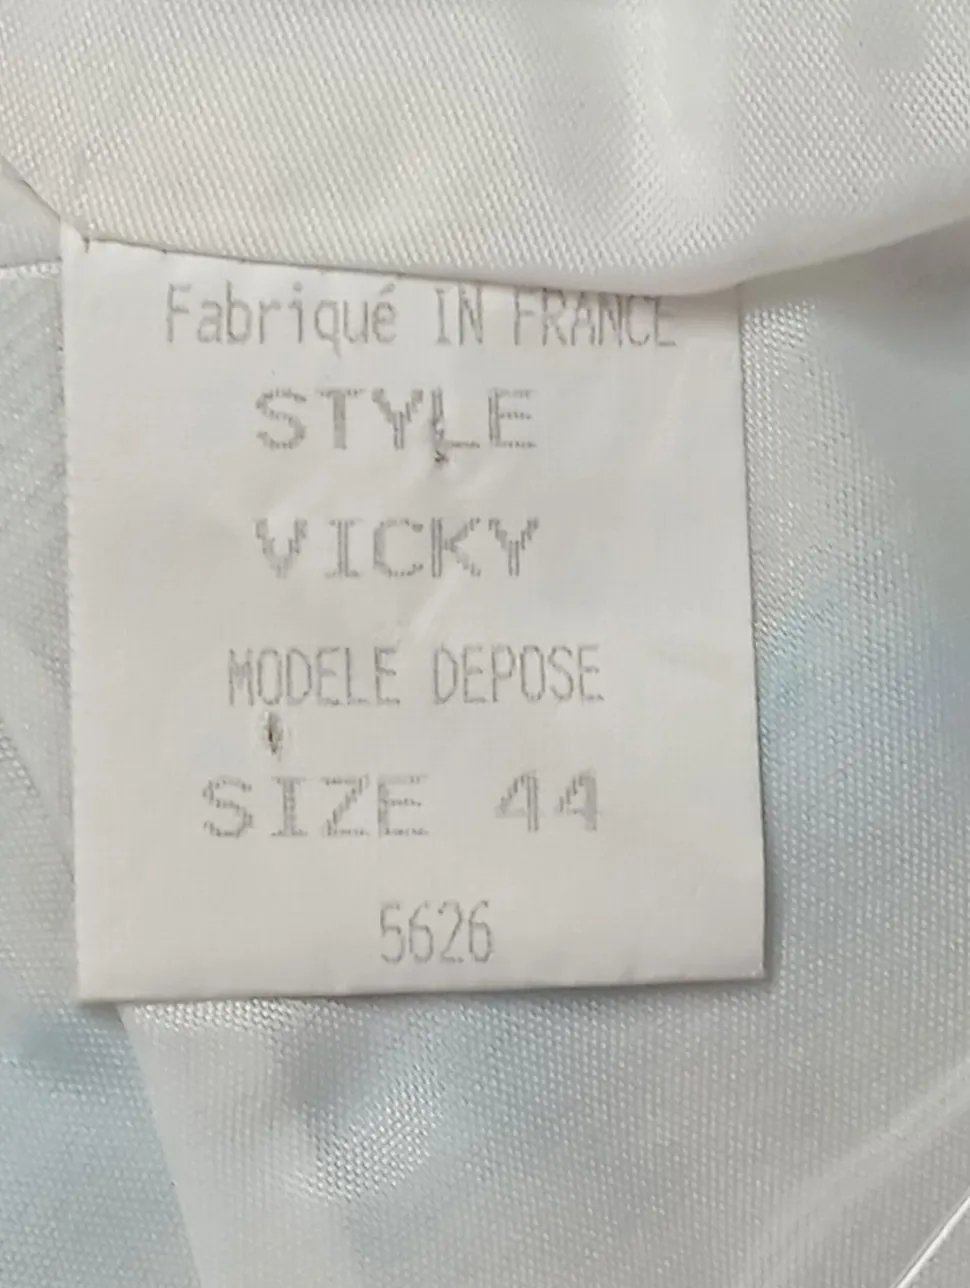 Fabriqué IN FRANCE
STYLE
VICKY
MODELE DEPOSE
SIZE 44
5626